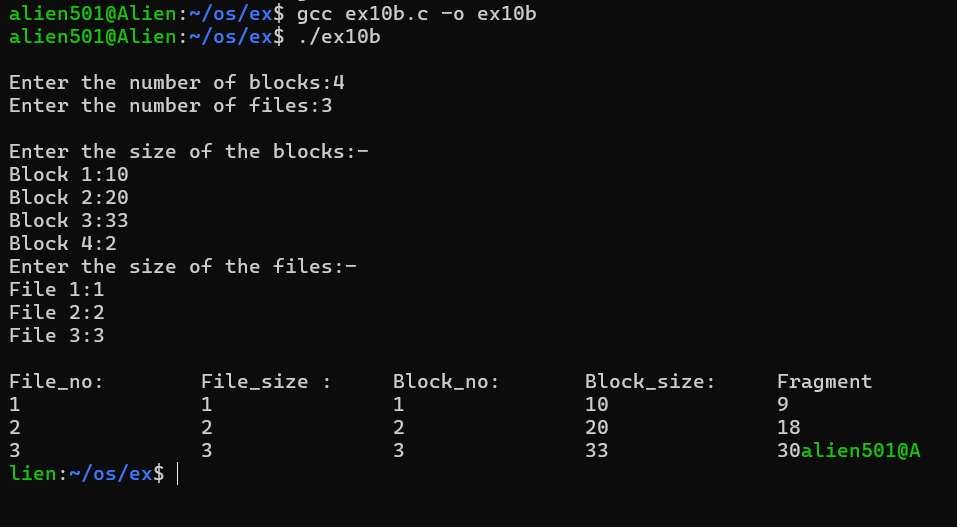 alien501@Alien:~/os/ex$ gcc ex10b.c -o ex10b
alien501@Alien:~/os/ex$ ./ex10b
Enter the number of blocks:4
Enter the number of files:3
Enter the size of the blocks:-
Block 1:10
Block 2:20
Block 3:33
Block 4:2
Enter the size of the files:-
File 1:1
File 2:2
File 3:3
File_no:	File_size :	Block_no:	Block_size:	Fragment
1	1	1	10	9
2	2	2	20	18
3	3	3	33	30alien501@A
lien:~/os/ex$